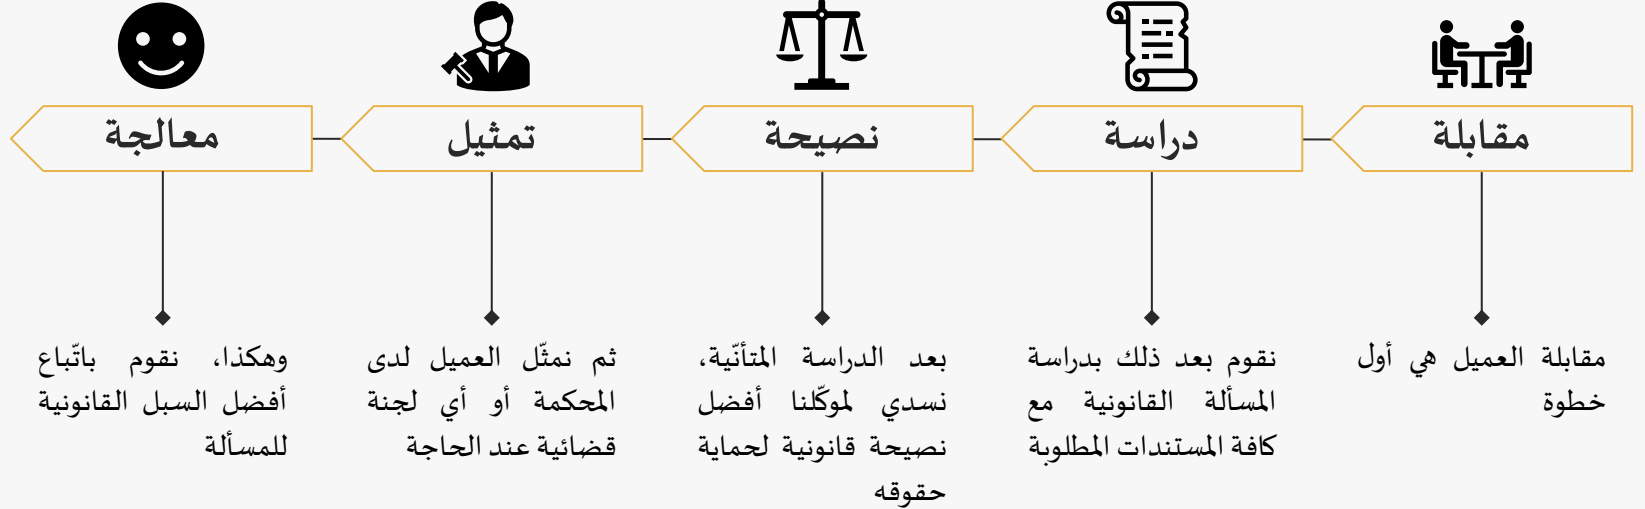 مقابلة
دراسة
نصيحة
تمثيل
معالجة
مقابلة العميل هي أول
خطوة
نقوم بعد ذلك بدراسة
المسألة القانونية مع
كافة المستندات المطلوبة
بعد الدراسة المتأنّية،
نسدي لموكّلنا أفضل
نصيحة قانونية لحماية
حقوقه
ثم نمثّل العميل لدى
المحكمة أو أي لجنة
قضائية عند الحاجة
وهكذا، نقوم باتّباع
أفضل السبل القانونية
للمسألة